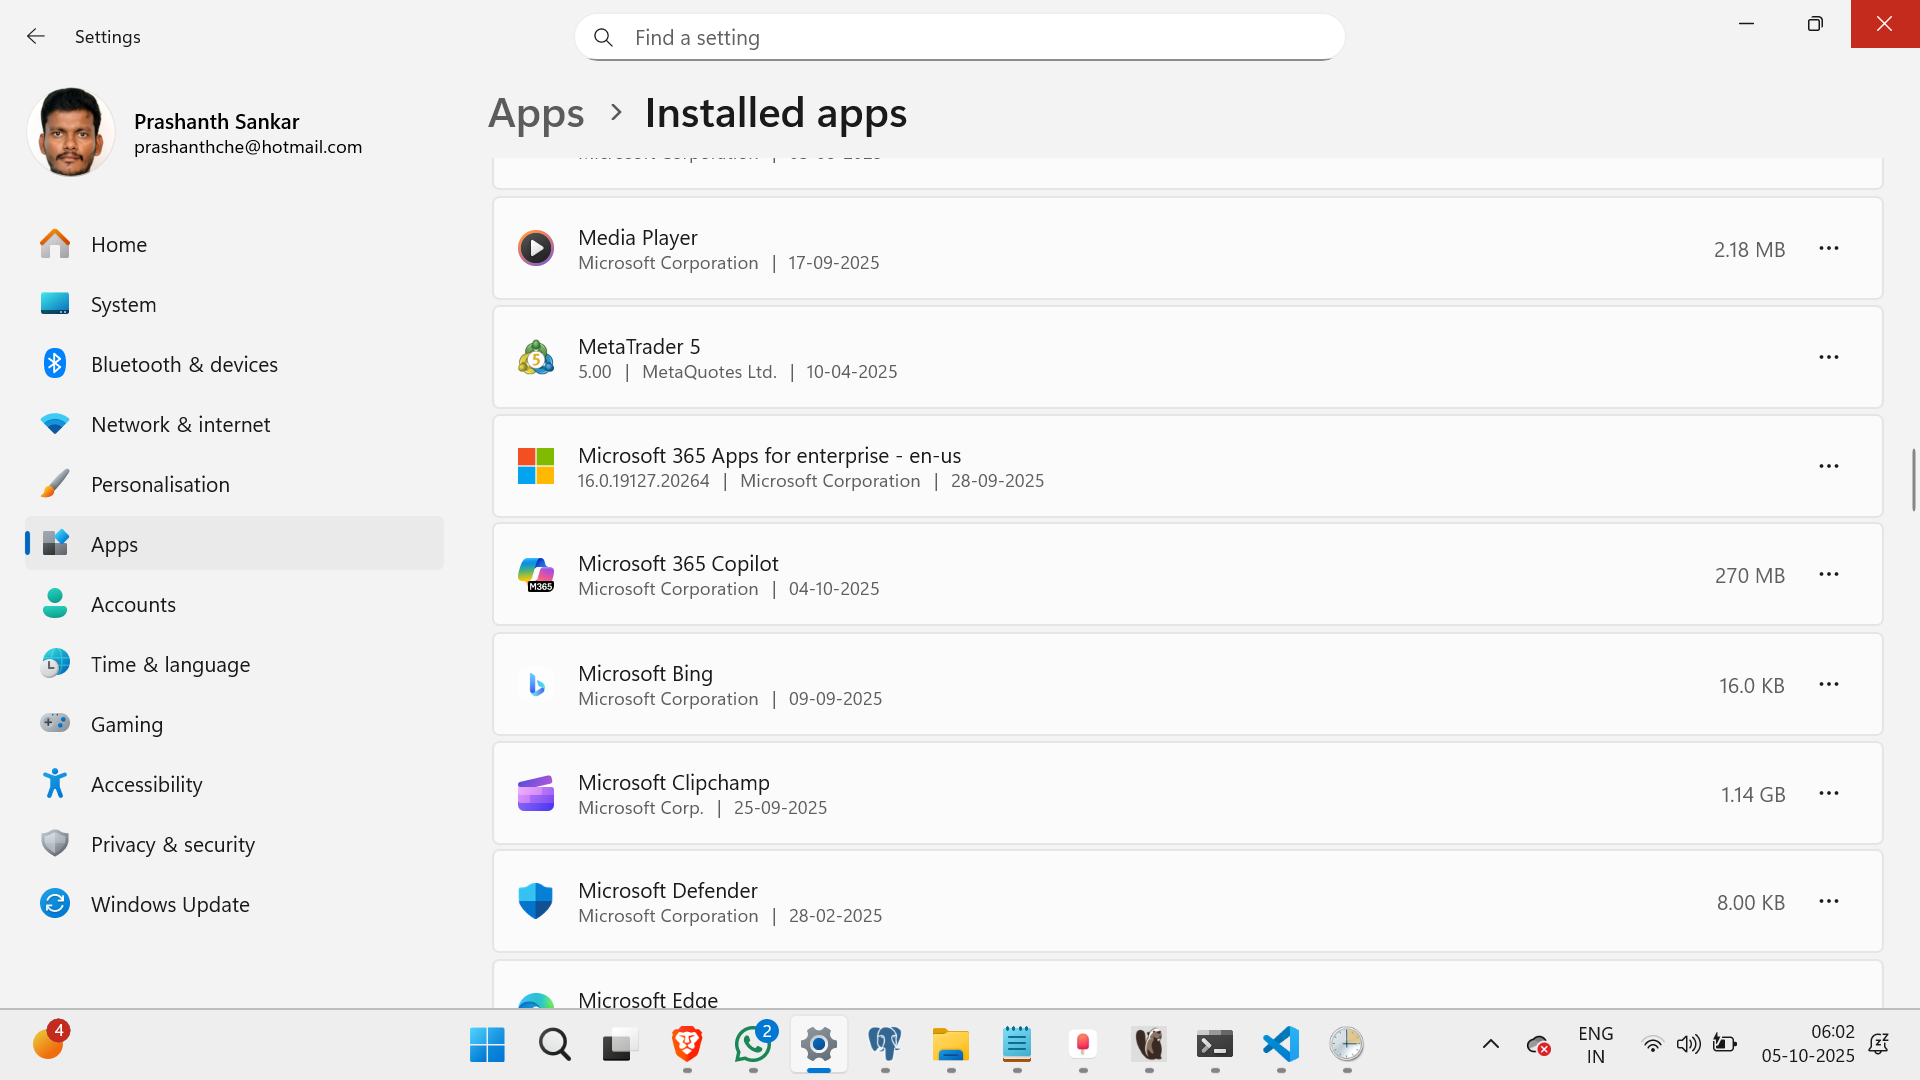 Settings
Find a setting
Prashanth Sankar
prashanthche@hotmail.com
Home
System
Bluetooth & devices
Network & internet
Personalisation
Apps
Accounts
Time & language
Gaming
Accessibility
Privacy & security
Windows Update
Apps > Installed apps
Media Player
Microsoft Corporation | 17-09-2025
2.18 MB
MetaTrader 5
5.00 | MetaQuotes Ltd. | 10-04-2025
Microsoft 365 Apps for enterprise - en-us
16.0.19127.20264 | Microsoft Corporation | 28-09-2025
M365
Microsoft 365 Copilot
Microsoft Corporation | 04-10-2025
270 MB
Microsoft Bing
Microsoft Corporation | 09-09-2025
16.0 KB
Microsoft Clipchamp
Microsoft Corp. | 25-09-2025
1.14 GB
Microsoft Defender
Microsoft Corporation | 28-02-2025
8.00 KB
Microsoft Edge
4
2
ENG
IN
06:02
05-10-2025